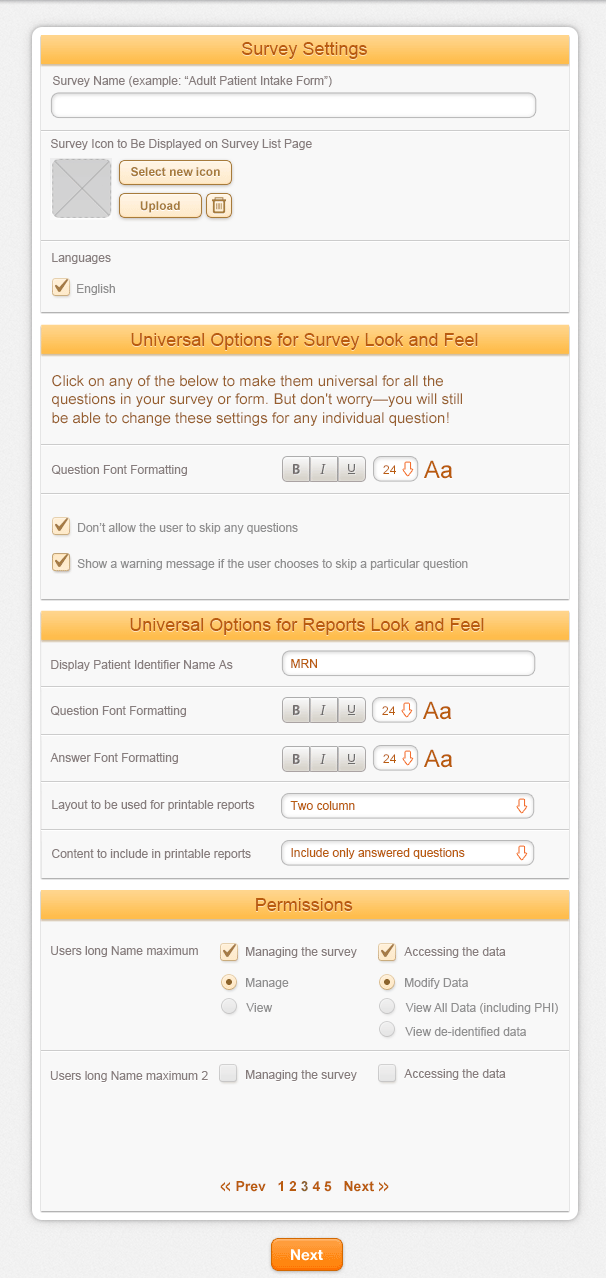 Survey Settings
Survey Name (example: “Adult Patient Intake Form”)
Survey Icon to Be Displayed on Survey List Page
Select new icon
Upload
Languages
English
Universal Options for Survey Look and Feel
Click on any of the below to make them universal for all the
questions in your survey or form. But don't worry—you will still
be able to change these settings for any individual question!
Question Font Formatting B I U 24 Aa
Don't allow the user to skip any questions
Show a warning message if the user chooses to skip a particular question
Universal Options for Reports Look and Feel
Display Patient Identifier Name As MRN
Question Font Formatting B I U 24 Aa
Answer Font Formatting B I U 24 Aa
Layout to be used for printable reports Two column
Content to include in printable reports Include only answered questions
Permissions
Users long Name maximum Managing the survey Accessing the data
Manage Modify Data
View View All Data (including PHI)
View de-identified data
Users long Name maximum 2 Managing the survey Accessing the data
‹‹ Prev 1 2 3 4 5 Next ››
Next